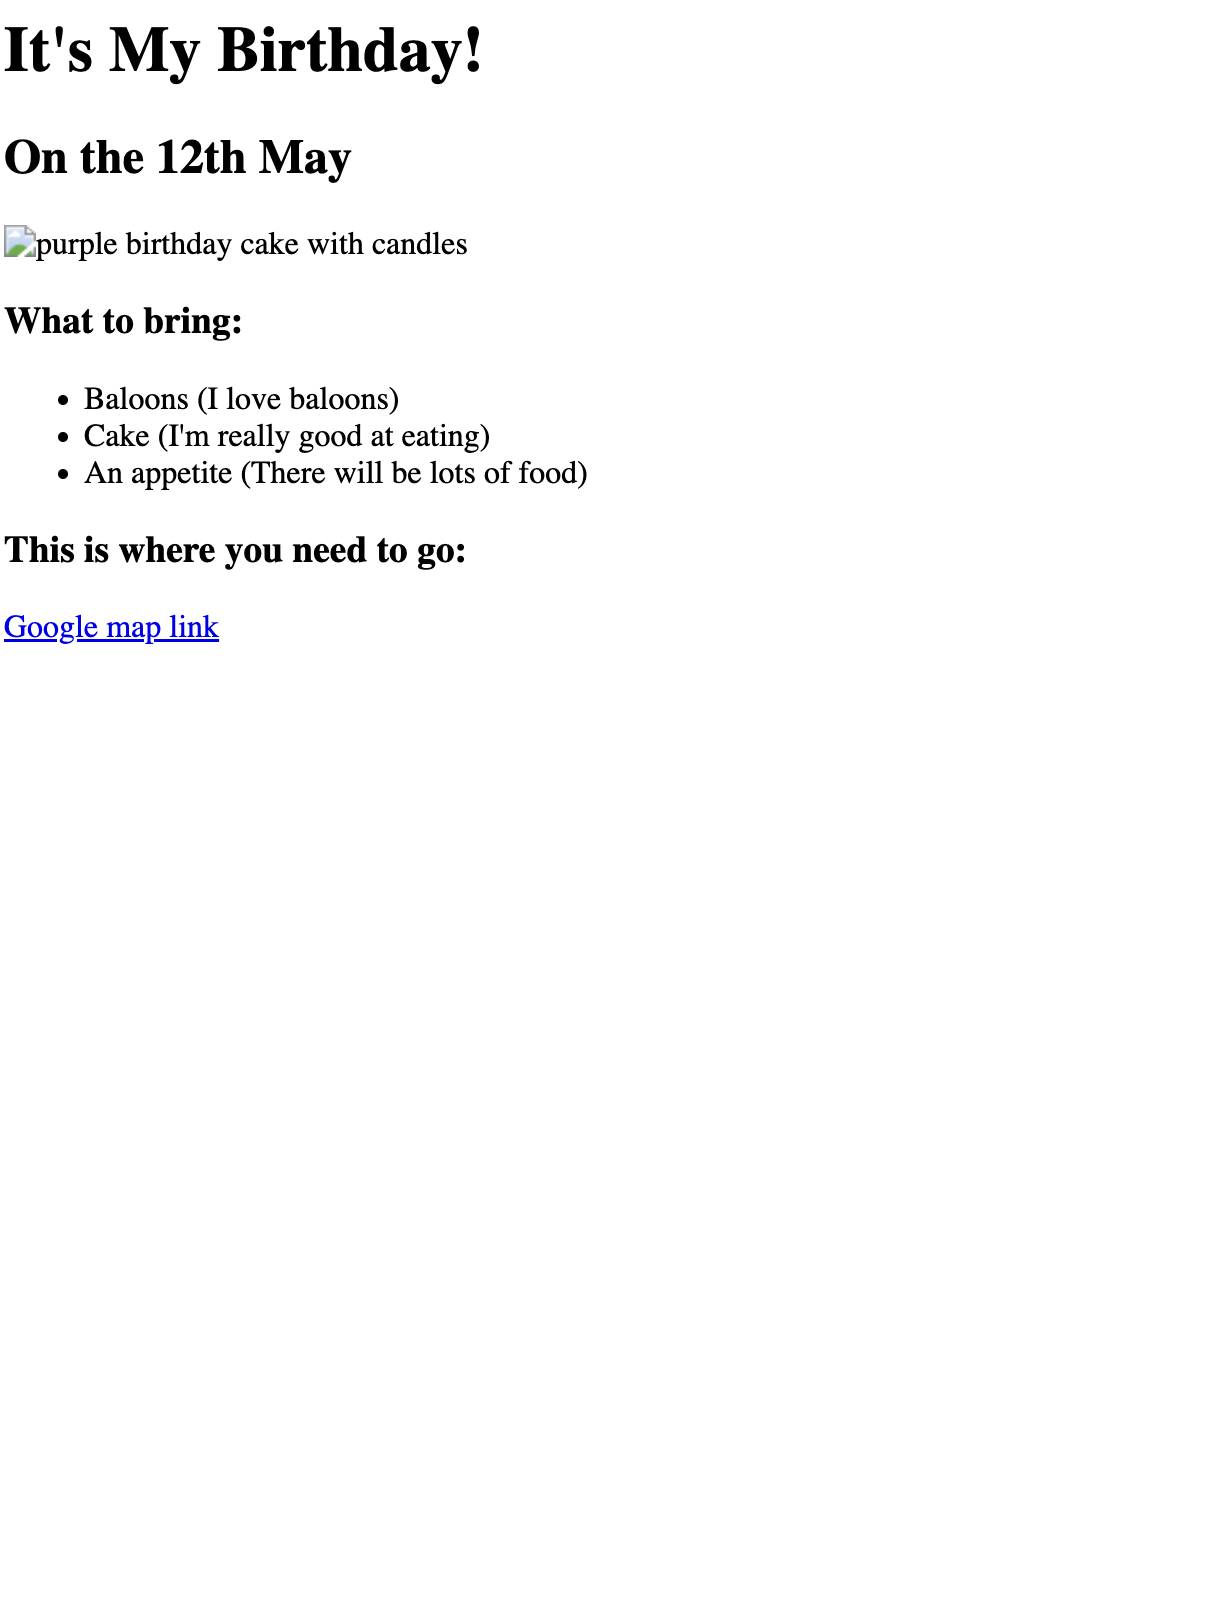 It's My Birthday!
On the 12th May
purple birthday cake with candles
What to bring:
Baloons (I love baloons)
Cake (I'm really good at eating)
An appetite (There will be lots of food)
This is where you need to go:
Google map link